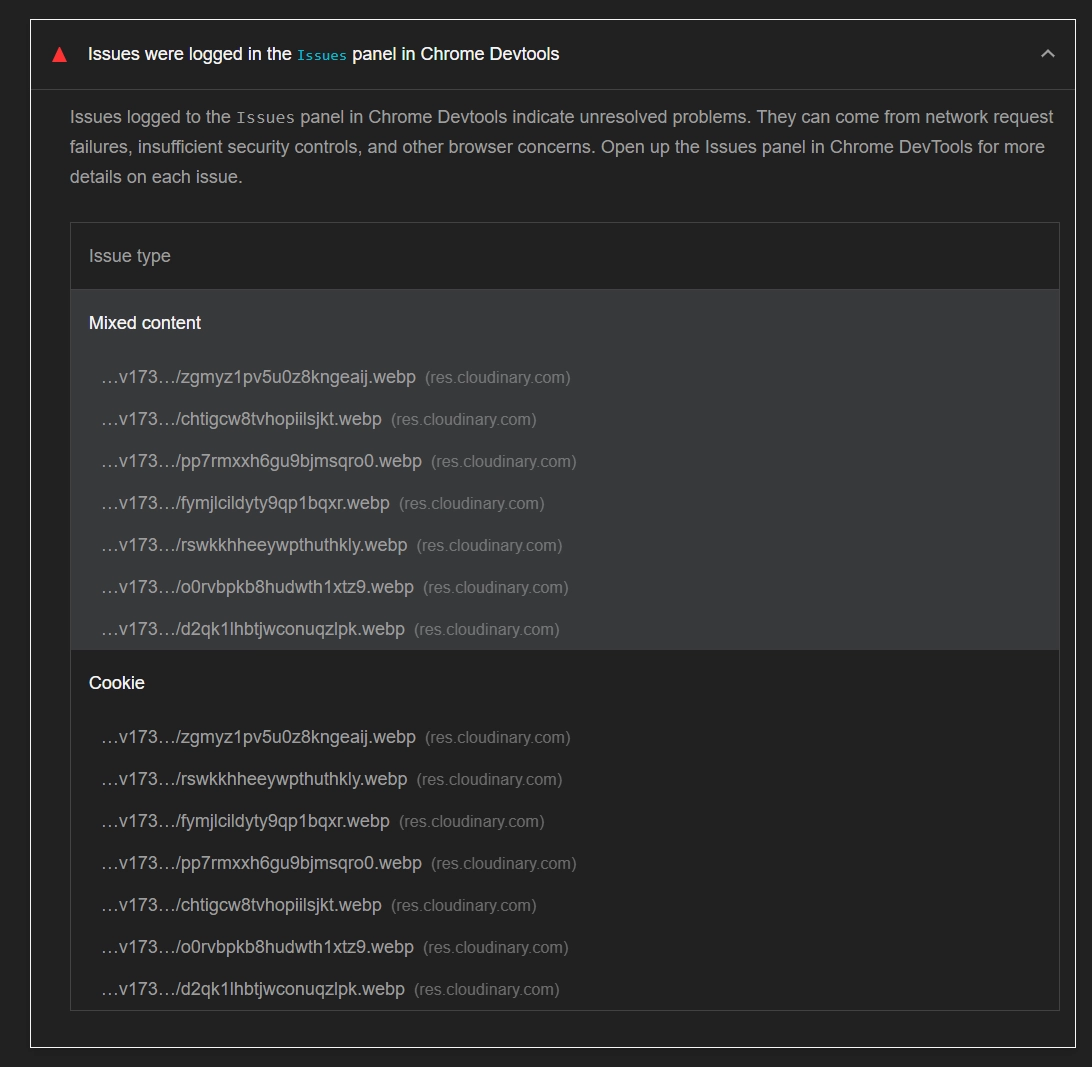 Issues were logged in the Issues panel in Chrome Devtools
Issues logged to the Issues panel in Chrome Devtools indicate unresolved problems. They can come from network request
failures, insufficient security controls, and other browser concerns. Open up the Issues panel in Chrome DevTools for more
details on each issue.
Issue type
Mixed content
…v173…/zgmyz1pv5u0z8kngeaij.webp (res.cloudinary.com)
…v173…/chtigcw8tvhopiilsjkt.webp (res.cloudinary.com)
…v173…/pp7rmxxh6gu9bjmsqro0.webp (res.cloudinary.com)
…v173…/fymjlcildyty9qp1bqxr.webp (res.cloudinary.com)
…v173…/rswkkhheeywpthuthkly.webp (res.cloudinary.com)
…v173…/o0rvbpkb8hudwth1xtz9.webp (res.cloudinary.com)
…v173…/d2qk1lhbtjwconuqzlpk.webp (res.cloudinary.com)
Cookie
…v173…/zgmyz1pv5u0z8kngeaij.webp (res.cloudinary.com)
…v173…/rswkkhheeywpthuthkly.webp (res.cloudinary.com)
…v173…/fymjlcildyty9qp1bqxr.webp (res.cloudinary.com)
…v173…/pp7rmxxh6gu9bjmsqro0.webp (res.cloudinary.com)
…v173…/chtigcw8tvhopiilsjkt.webp (res.cloudinary.com)
…v173…/o0rvbpkb8hudwth1xtz9.webp (res.cloudinary.com)
…v173…/d2qk1lhbtjwconuqzlpk.webp (res.cloudinary.com)